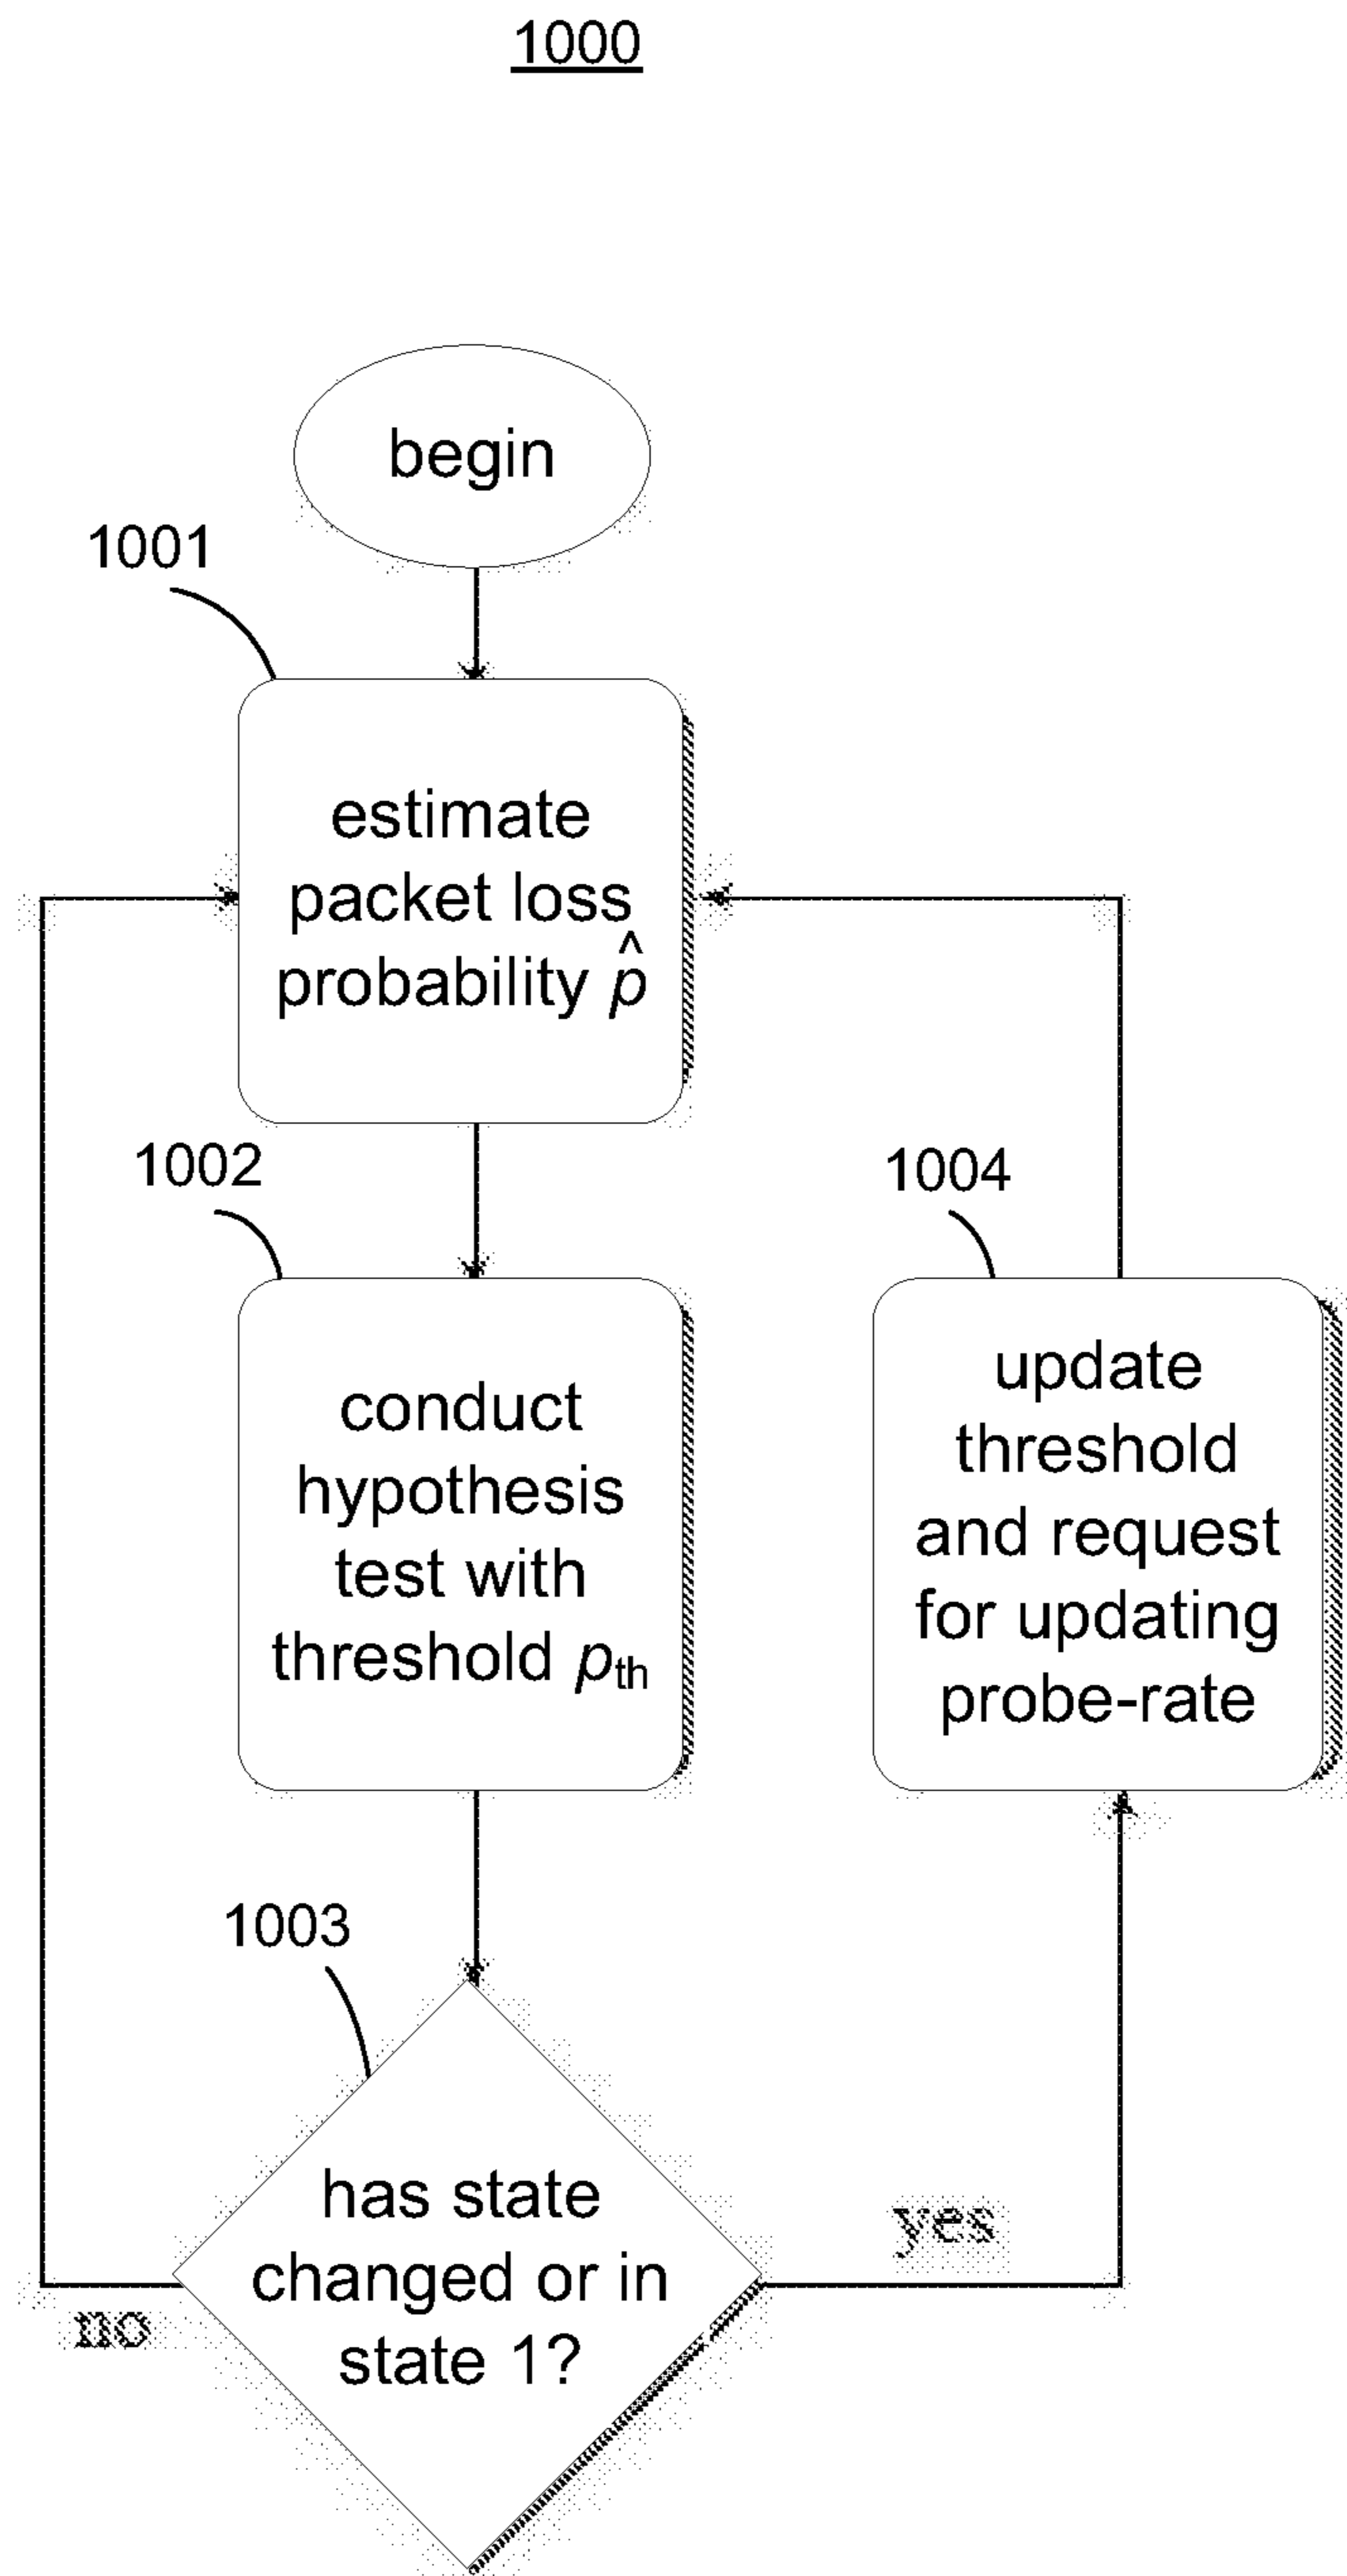 1000
begin
1001
estimate
packet loss
probability p̂
1002
conduct
hypothesis
test with
threshold pth
1004
update
threshold
and request
for updating
probe-rate
1003
has state
changed or in
state 1?
yes
no